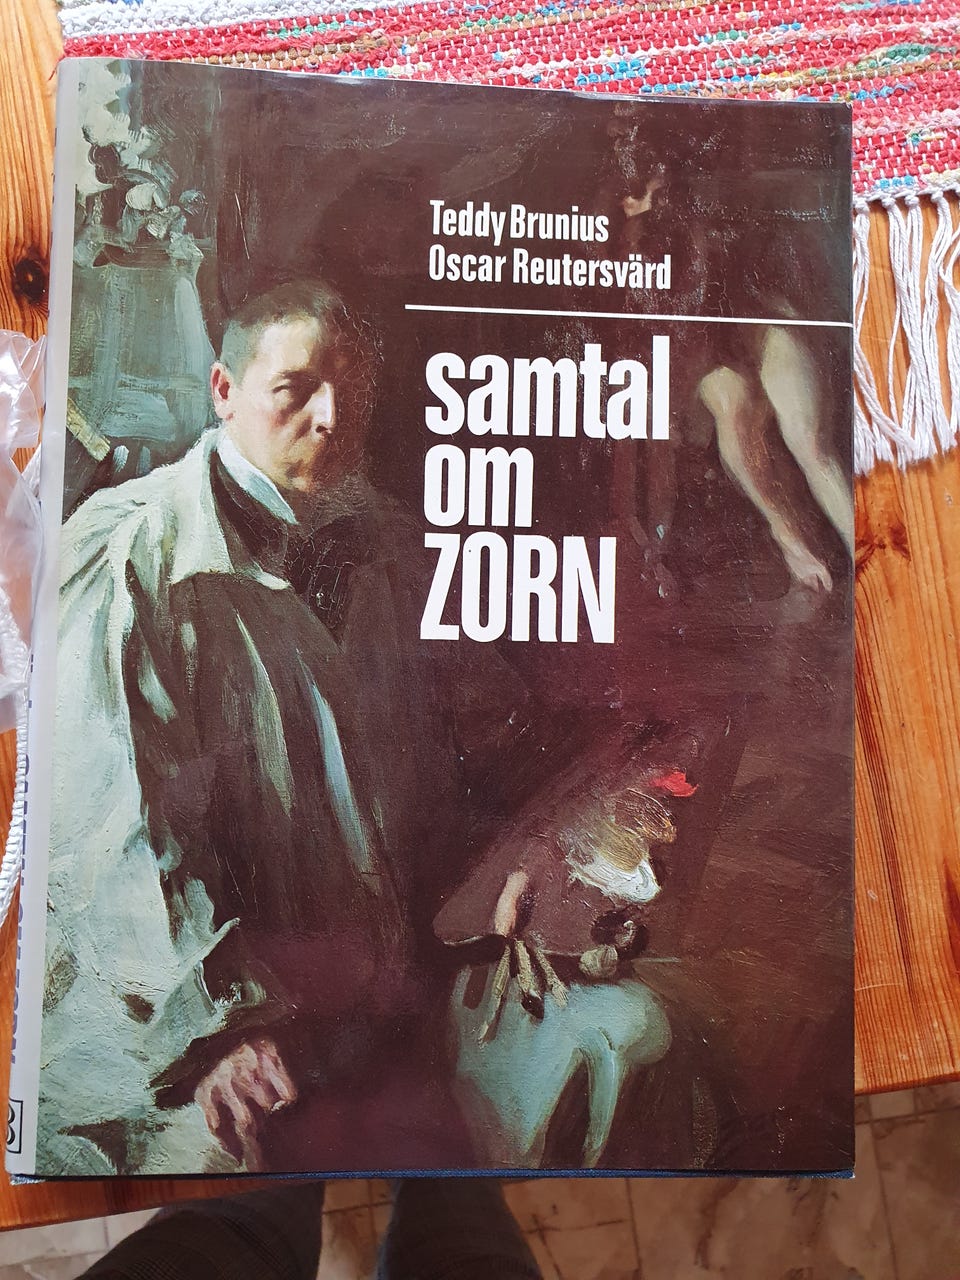 Teddy Brunius
Oscar Reutersvärd
samtal
om
ZORN